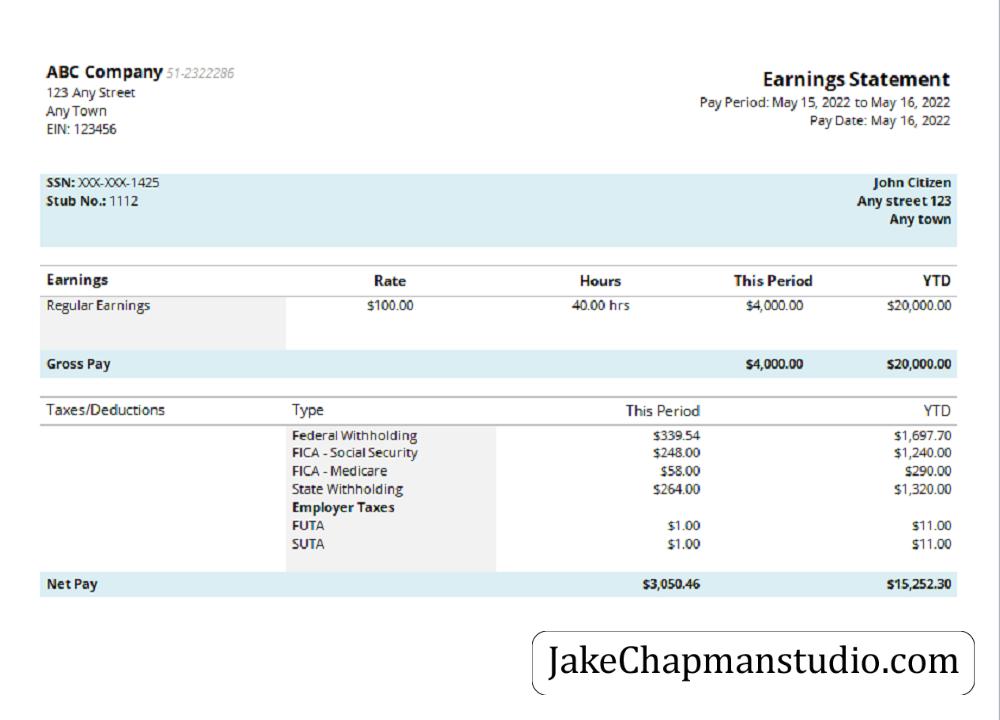 ABC Company 51-2322286
123 Any Street
Any Town
EIN: 123456
Earnings Statement
Pay Period: May 15, 2022 to May 16, 2022
Pay Date: May 16, 2022
SSN: XXX-XXX-1425
Stub No.: 1112
John Citizen
Any street 123
Any town
Earnings Rate Hours This Period YTD
Regular Earnings $100.00 40.00 hrs $4,000.00 $20,000.00
Gross Pay $4,000.00 $20,000.00
Taxes/Deductions Type This Period YTD
Federal Withholding $339.54 $1,697.70
FICA - Social Security $248.00 $1,240.00
FICA - Medicare $58.00 $290.00
State Withholding $264.00 $1,320.00
Employer Taxes
FUTA $1.00 $11.00
SUTA $1.00 $11.00
Net Pay $3,050.46 $15,252.30
JakeChapmanstudio.com